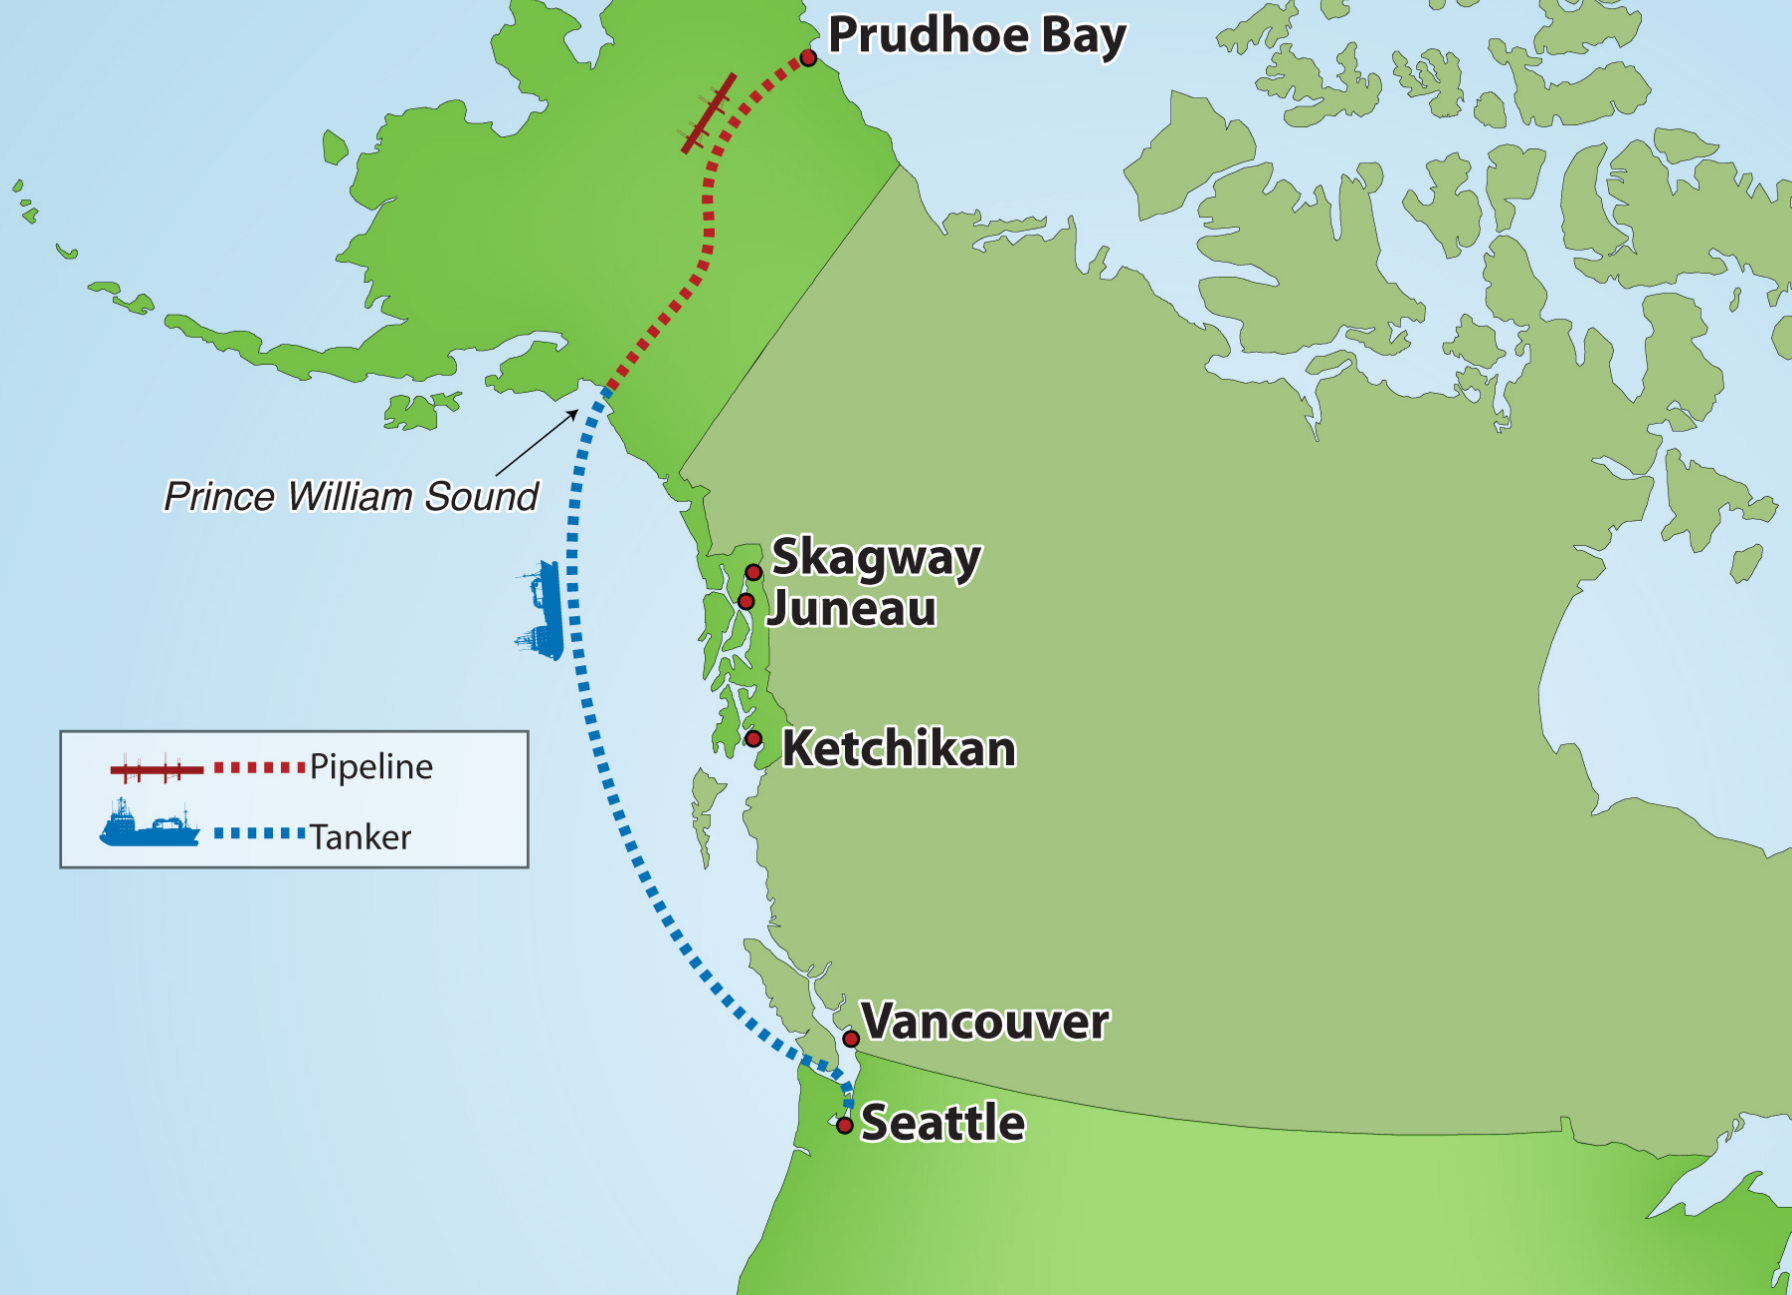 Prudhoe Bay
Prince William Sound
Skagway
Juneau
Ketchikan
Pipeline
Tanker
Vancouver
Seattle